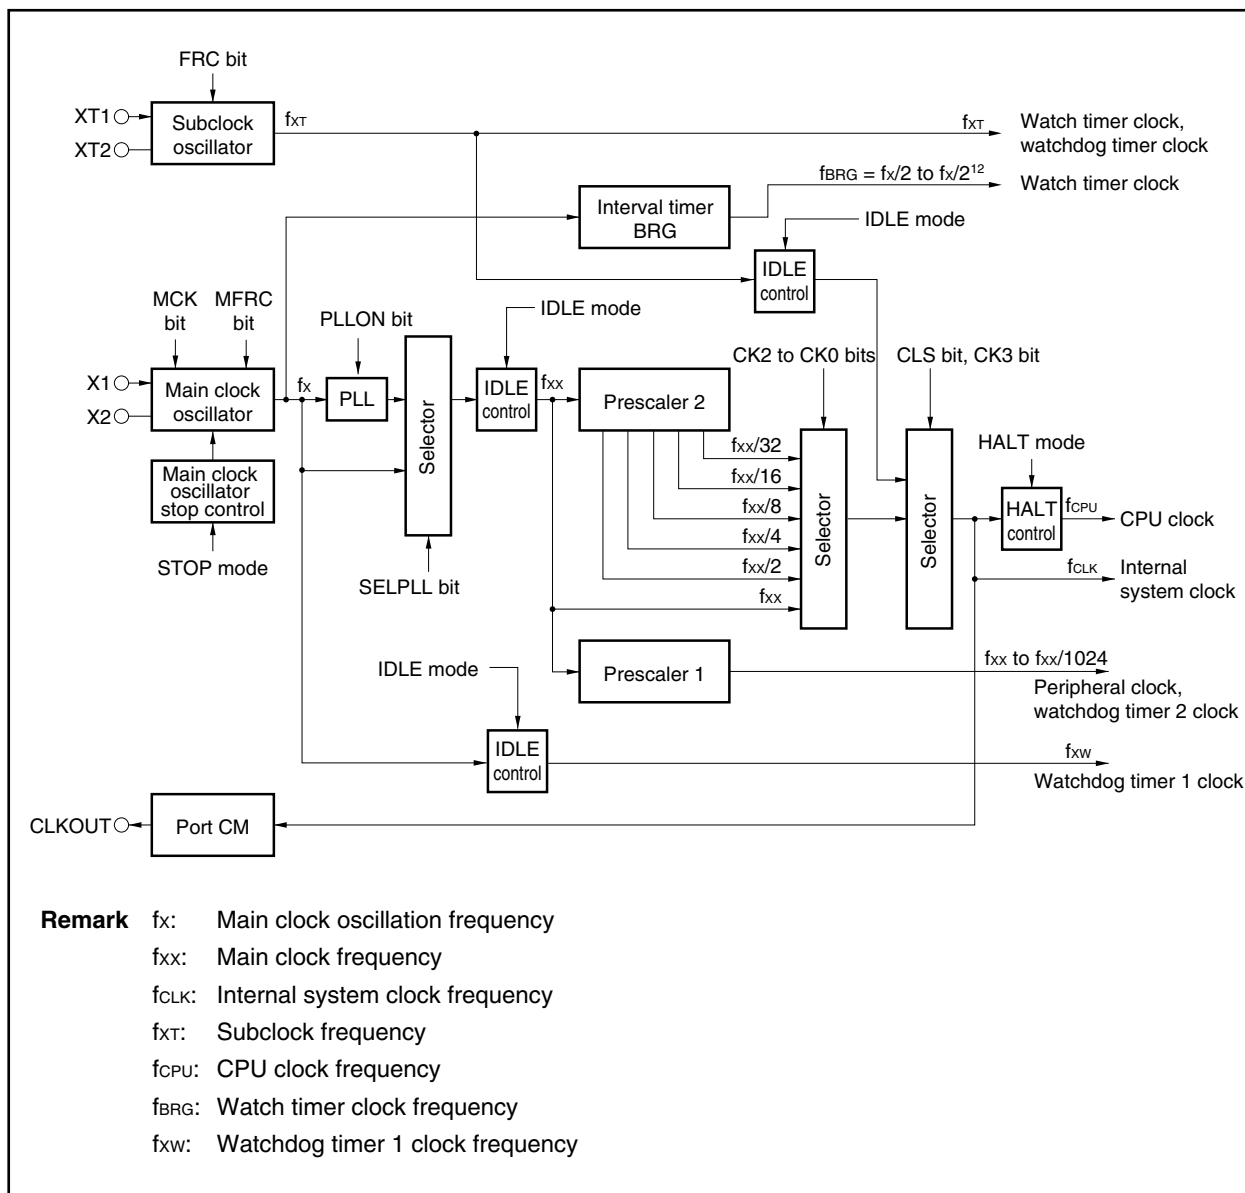 FRC bit
XT1
XT2
Subclock
oscillator
fXT
fXT
Watch timer clock,
watchdog timer clock
fBRG = fX/2 to fX/2^12
Watch timer clock
Interval timer
BRG
IDLE mode
IDLE
control
MCK
bit
MFRC
bit
PLLON bit
IDLE mode
X1
X2
Main clock
oscillator
fX
PLL
Selector
IDLE
control
fXX
Prescaler 2
CK2 to CK0 bits
CLS bit, CK3 bit
Main clock
oscillator
stop control
STOP mode
SELPLL bit
fXX/32
fXX/16
fXX/8
fXX/4
fXX/2
fXX
Selector
Selector
HALT mode
HALT
control
fCPU
CPU clock
fCLK
Internal
system clock
IDLE mode
Prescaler 1
fXX to fXX/1024
Peripheral clock,
watchdog timer 2 clock
IDLE
control
fXW
Watchdog timer 1 clock
CLKOUT
Port CM
Remark fX: Main clock oscillation frequency
fXX: Main clock frequency
fCLK: Internal system clock frequency
fXT: Subclock frequency
fCPU: CPU clock frequency
fBRG: Watch timer clock frequency
fXW: Watchdog timer 1 clock frequency